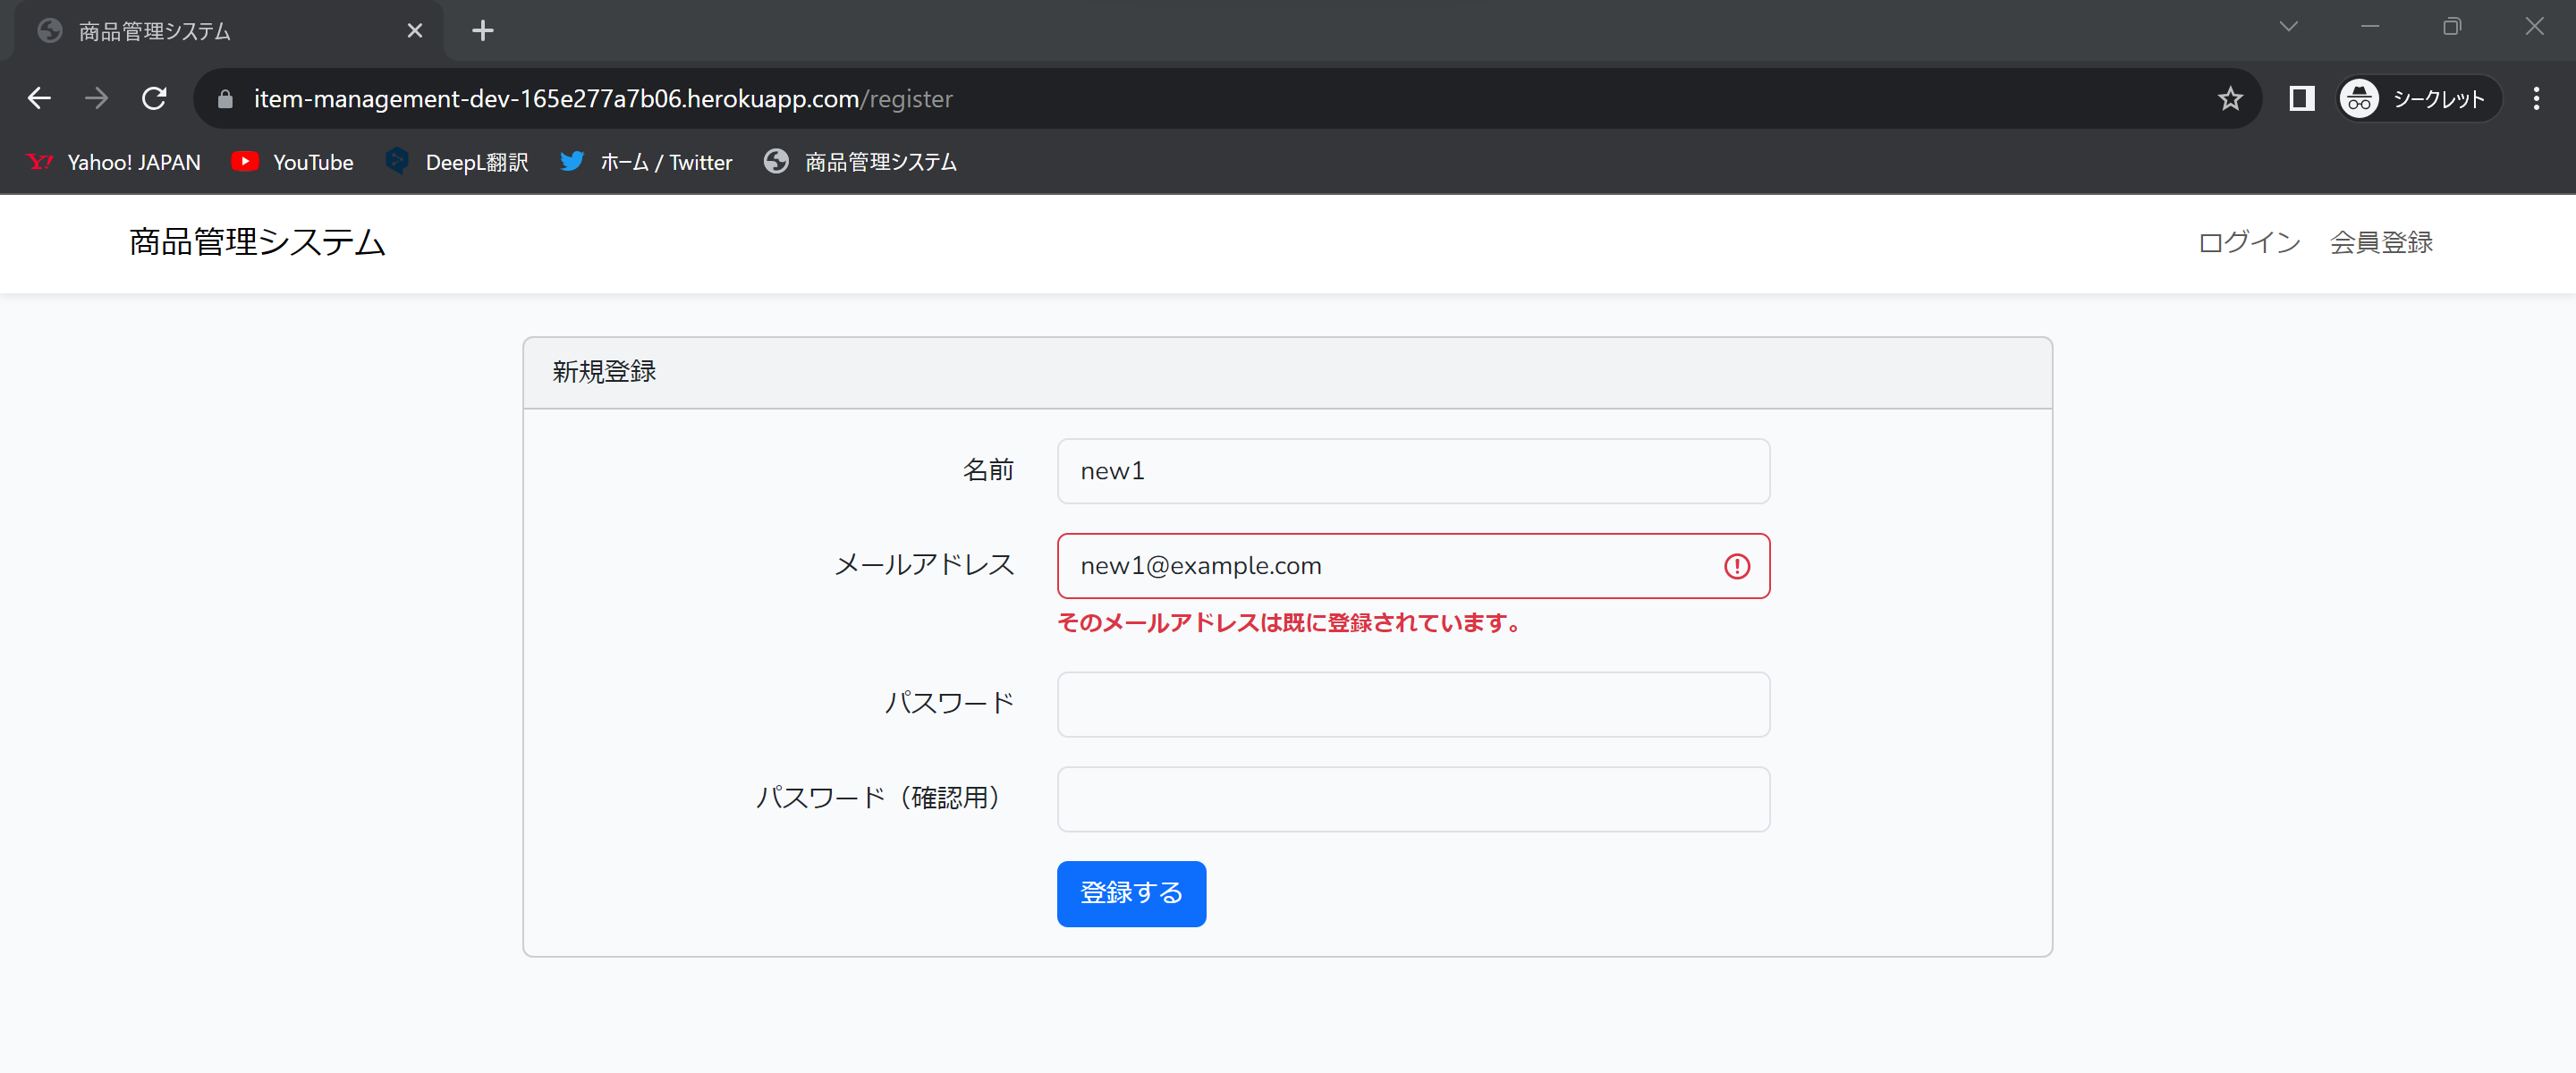 商品管理システム
item-management-dev-165e277a7b06.herokuapp.com/register
シークレット
Yahoo! JAPAN
YouTube
DeepL翻訳
ホーム / Twitter
商品管理システム
商品管理システム
ログイン
会員登録
新規登録
名前
new1
メールアドレス
new1@example.com
そのメールアドレスは既に登録されています。
パスワード
パスワード（確認用）
登録する